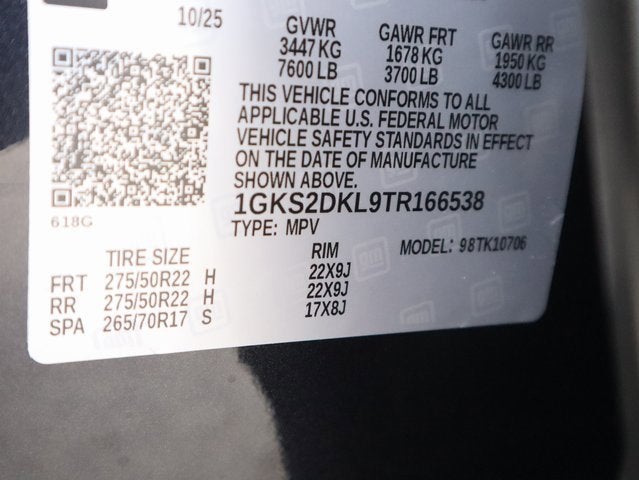 10/25 GVWR GAWR FRT GAWR RR
3447 KG 1678 KG 1950 KG
7600 LB 3700 LB 4300 LB
THIS VEHICLE CONFORMS TO ALL
APPLICABLE U.S. FEDERAL MOTOR
VEHICLE SAFETY STANDARDS IN EFFECT
ON THE DATE OF MANUFACTURE
SHOWN ABOVE.
1GKS2DKL9TR166538
618G
TYPE: MPV MODEL: 98TK10706
TIRE SIZE RIM
FRT 275/50R22 H 22X9J
RR 275/50R22 H 22X9J
SPA 265/70R17 S 17X8J